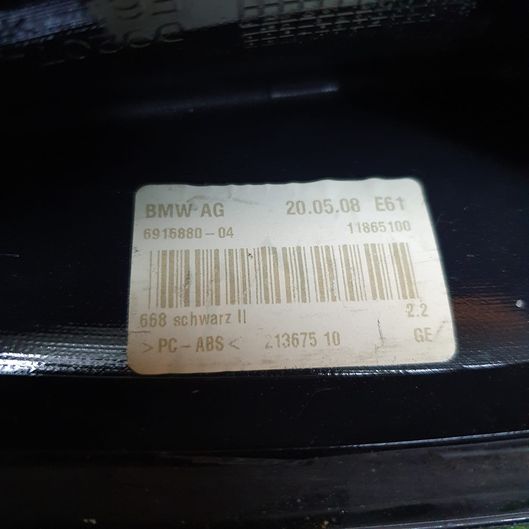 BMW AG 20.05.08 E61
6916880-04 11865100
668 schwarz II 2.2
>PC-ABS< 213675 10 GE